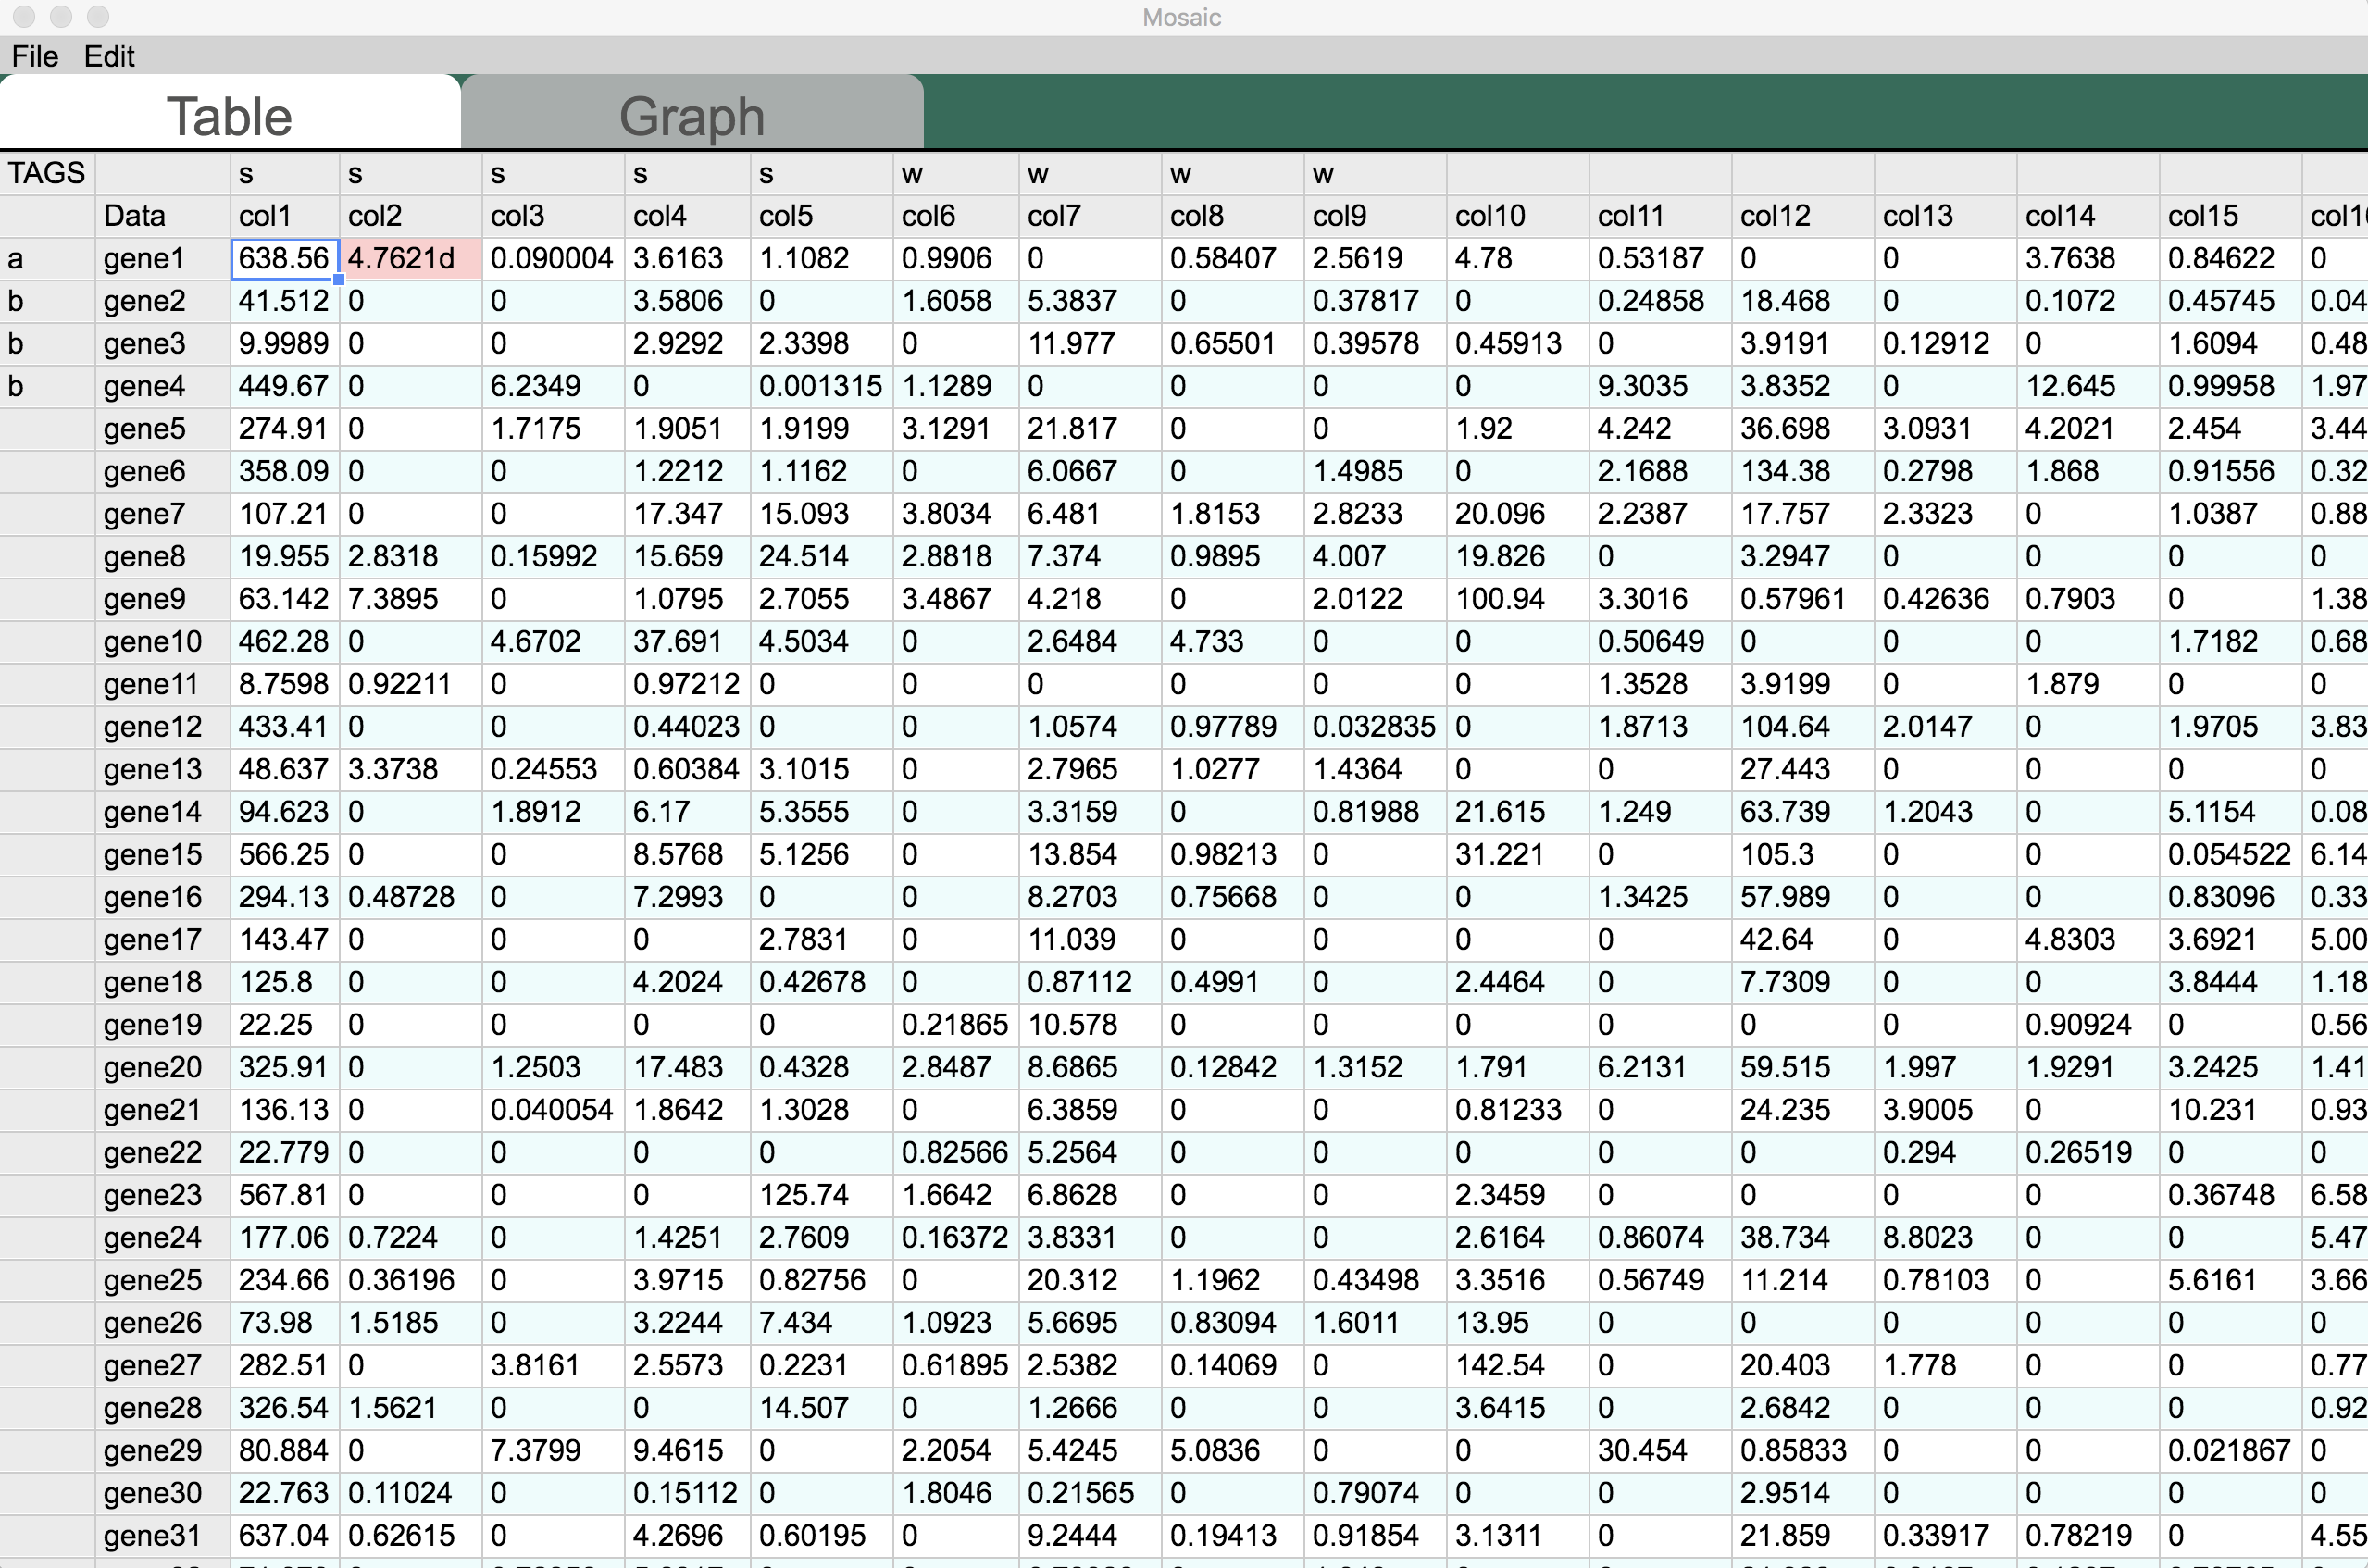 Mosaic
File Edit
Table Graph
TAGS s s s s s w w w w
Data col1 col2 col3 col4 col5 col6 col7 col8 col9 col10 col11 col12 col13 col14 col15
a gene1 638.56 4.7621d 0.090004 3.6163 1.1082 0.9906 0 0.58407 2.5619 4.78 0.53187 0 0 3.7638 0.84622 0
b gene2 41.512 0 0 3.5806 0 1.6058 5.3837 0 0.37817 0 0.24858 18.468 0 0.1072 0.45745 0.04
b gene3 9.9989 0 0 2.9292 2.3398 0 11.977 0.65501 0.39578 0.45913 0 3.9191 0.12912 0 1.6094 0.48
b gene4 449.67 0 6.2349 0 0.001315 1.1289 0 0 0 0 9.3035 3.8352 0 12.645 0.99958 1.97
gene5 274.91 0 1.7175 1.9051 1.9199 3.1291 21.817 0 0 1.92 4.242 36.698 3.0931 4.2021 2.454 3.44
gene6 358.09 0 0 1.2212 1.1162 0 6.0667 0 1.4985 0 2.1688 134.38 0.2798 1.868 0.91556 0.32
gene7 107.21 0 0 17.347 15.093 3.8034 6.481 1.8153 2.8233 20.096 2.2387 17.757 2.3323 0 1.0387 0.88
gene8 19.955 2.8318 0.15992 15.659 24.514 2.8818 7.374 0.9895 4.007 19.826 0 3.2947 0 0 0 0
gene9 63.142 7.3895 0 1.0795 2.7055 3.4867 4.218 0 2.0122 100.94 3.3016 0.57961 0.42636 0.7903 0 1.38
gene10 462.28 0 4.6702 37.691 4.5034 0 2.6484 4.733 0 0 0.50649 0 0 0 1.7182 0.68
gene11 8.7598 0.92211 0 0.97212 0 0 0 0 0 0 1.3528 3.9199 0 1.879 0 0
gene12 433.41 0 0 0.44023 0 0 1.0574 0.97789 0.032835 0 1.8713 104.64 2.0147 0 1.9705 3.83
gene13 48.637 3.3738 0.24553 0.60384 3.1015 0 2.7965 1.0277 1.4364 0 0 27.443 0 0 0 0
gene14 94.623 0 1.8912 6.17 5.3555 0 3.3159 0 0.81988 21.615 1.249 63.739 1.2043 0 5.1154 0.08
gene15 566.25 0 0 8.5768 5.1256 0 13.854 0.98213 0 31.221 0 105.3 0 0 0.054522 6.14
gene16 294.13 0.48728 0 7.2993 0 0 8.2703 0.75668 0 0 1.3425 57.989 0 0 0.83096 0.33
gene17 143.47 0 0 0 2.7831 0 11.039 0 0 0 0 42.64 0 4.8303 3.6921 5.00
gene18 125.8 0 0 4.2024 0.42678 0 0.87112 0.4991 0 2.4464 0 7.7309 0 0 3.8444 1.18
gene19 22.25 0 0 0 0 0.21865 10.578 0 0 0 0 0 0 0.90924 0 0.56
gene20 325.91 0 1.2503 17.483 0.4328 2.8487 8.6865 0.12842 1.3152 1.791 6.2131 59.515 1.997 1.9291 3.2425 1.41
gene21 136.13 0 0.040054 1.8642 1.3028 0 6.3859 0 0 0.81233 0 24.235 3.9005 0 10.231 0.93
gene22 22.779 0 0 0 0 0.82566 5.2564 0 0 0 0 0 0.294 0.26519 0 0
gene23 567.81 0 0 0 125.74 1.6642 6.8628 0 0 2.3459 0 0 0 0 0.36748 6.58
gene24 177.06 0.7224 0 1.4251 2.7609 0.16372 3.8331 0 0 2.6164 0.86074 38.734 8.8023 0 0 5.47
gene25 234.66 0.36196 0 3.9715 0.82756 0 20.312 1.1962 0.43498 3.3516 0.56749 11.214 0.78103 0 5.6161 3.66
gene26 73.98 1.5185 0 3.2244 7.434 1.0923 5.6695 0.83094 1.6011 13.95 0 0 0 0 0 0
gene27 282.51 0 3.8161 2.5573 0.2231 0.61895 2.5382 0.14069 0 142.54 0 20.403 1.778 0 0 0.77
gene28 326.54 1.5621 0 0 14.507 0 1.2666 0 0 3.6415 0 2.6842 0 0 0 0.92
gene29 80.884 0 7.3799 9.4615 0 2.2054 5.4245 5.0836 0 0 30.454 0.85833 0 0 0.021867 0
gene30 22.763 0.11024 0 0.15112 0 1.8046 0.21565 0 0.79074 0 0 2.9514 0 0 0 0
gene31 637.04 0.62615 0 4.2696 0.60195 0 9.2444 0.19413 0.91854 3.1311 0 21.859 0.33917 0.78219 0 4.55